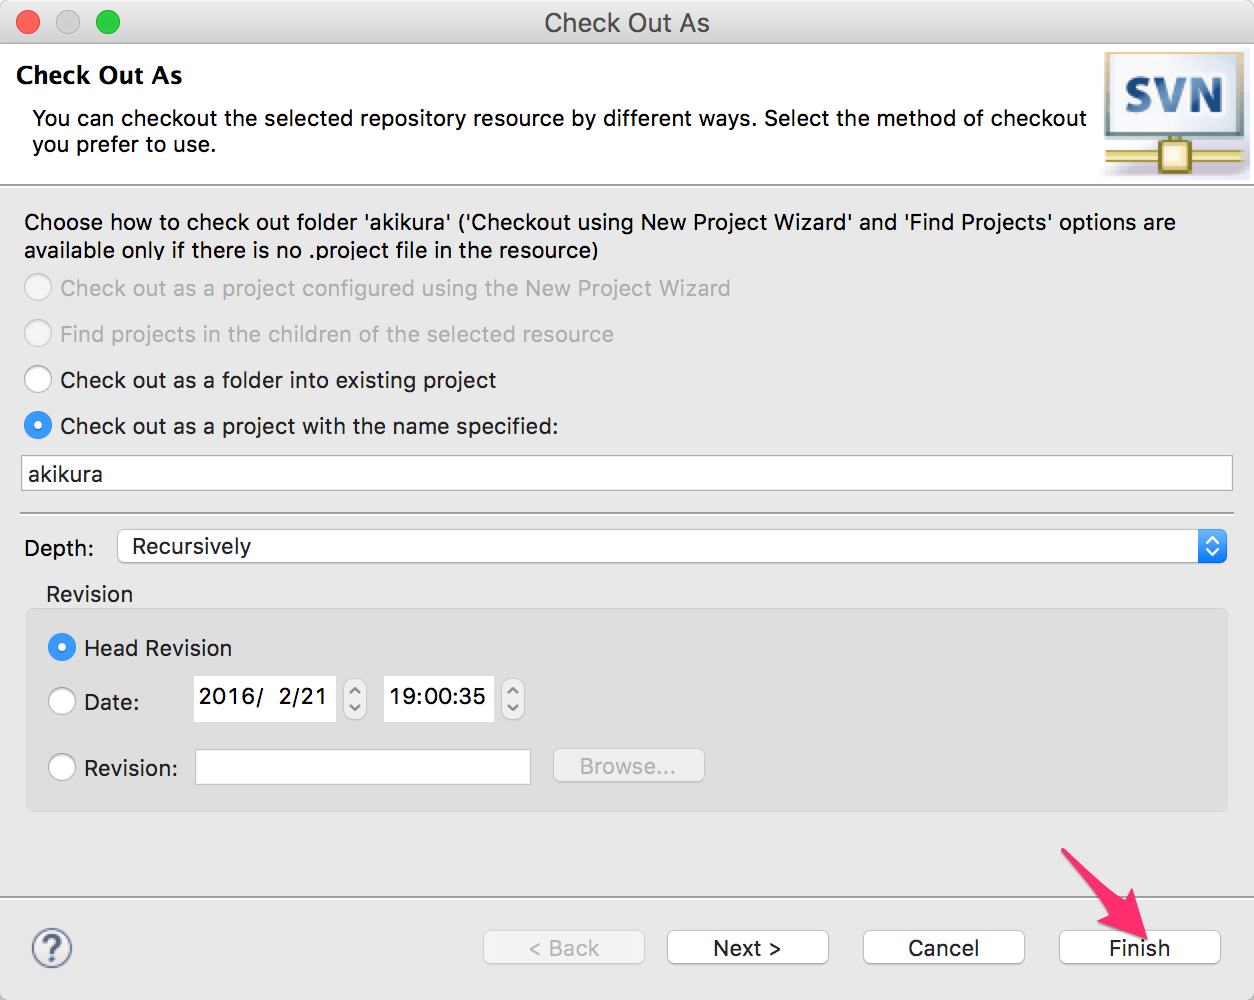 Check Out As
Check Out As
SVN
You can checkout the selected repository resource by different ways. Select the method of checkout
you prefer to use.
Choose how to check out folder 'akikura' ('Checkout using New Project Wizard' and 'Find Projects' options are
available only if there is no .project file in the resource)
Check out as a project configured using the New Project Wizard
Find projects in the children of the selected resource
Check out as a folder into existing project
Check out as a project with the name specified:
akikura
Depth: Recursively
Revision
Head Revision
Date: 2016/ 2/21 19:00:35
Revision: Browse...
? < Back Next > Cancel Finish